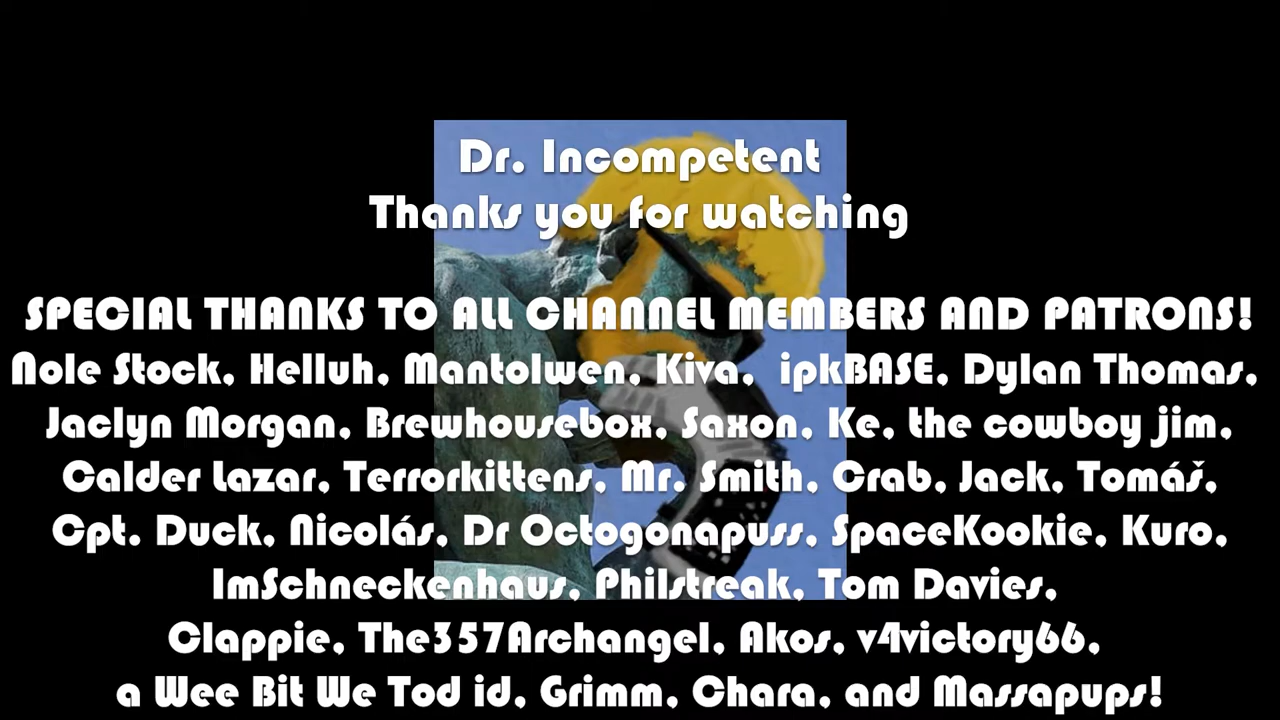 Dr. Incompetent
Thanks you for watching
SPECIAL THANKS TO ALL CHANNEL MEMBERS AND PATRONS!
Nole Stock, Helluh, Mantolwen, Kiva, ipkBASE, Dylan Thomas,
Jaclyn Morgan, Brewhousebox, Saxon, Ke, the cowboy jim,
Calder Lazar, Terrorkittens, Mr. Smith, Crab, Jack, Tomáš,
Cpt. Duck, Nicolás, Dr Octogonapuss, SpaceKookie, Kuro,
ImSchneckenhaus, Philstreak, Tom Davies,
Clappie, The357Archangel, Akos, v4victory66,
a Wee Bit We Tod id, Grimm, Chara, and Massapups!